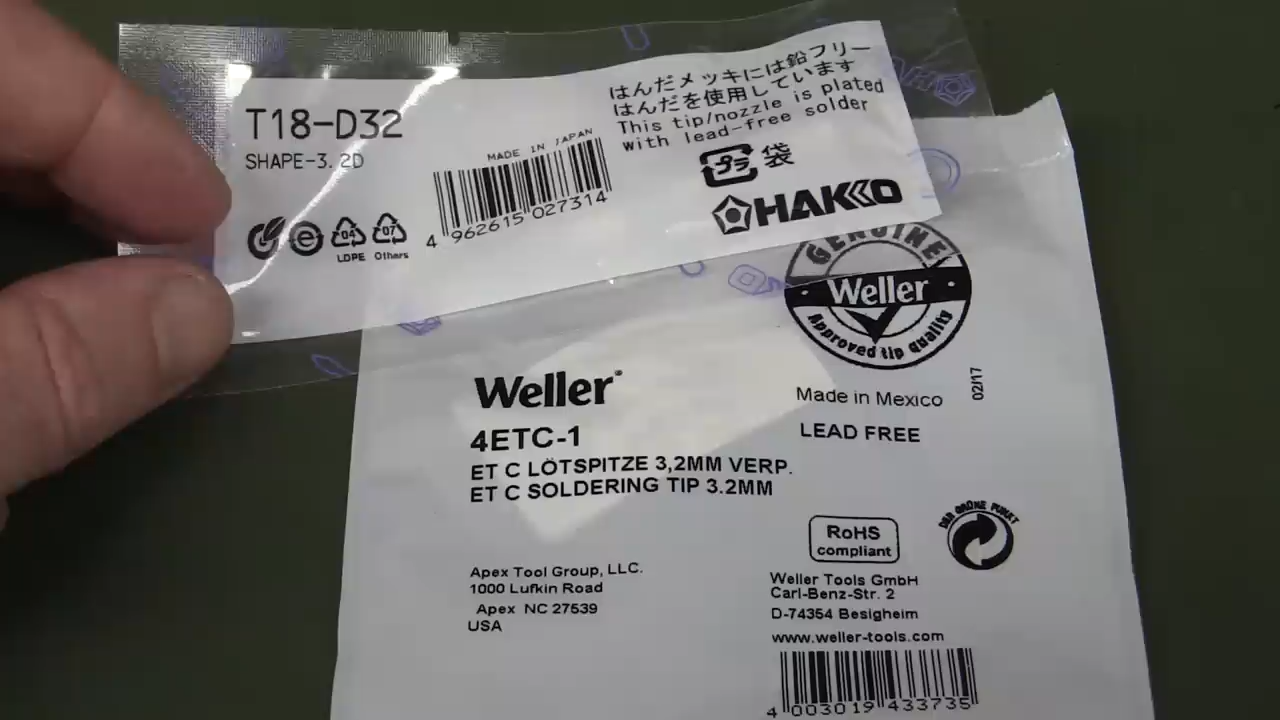 T18-D32
SHAPE-3.2D
LDPE
Others
04
07
MADE IN JAPAN
4 962615 027314
はんだメッキには鉛フリー
はんだを使用しています
This tip/nozzle is plated
with lead-free solder
プラ
袋
HAKKO
GENUINE
Weller
Approved tip quality
Weller
4ETC-1
ET C LÖTSPITZE 3,2MM VERP.
ET C SOLDERING TIP 3.2MM
Made in Mexico
02/17
LEAD FREE
RoHS
compliant
DER GRÜNE PUNKT
Apex Tool Group, LLC.
1000 Lufkin Road
Apex NC 27539
USA
Weller Tools GmbH
Carl-Benz-Str. 2
D-74354 Besigheim
www.weller-tools.com
4 003019 433735